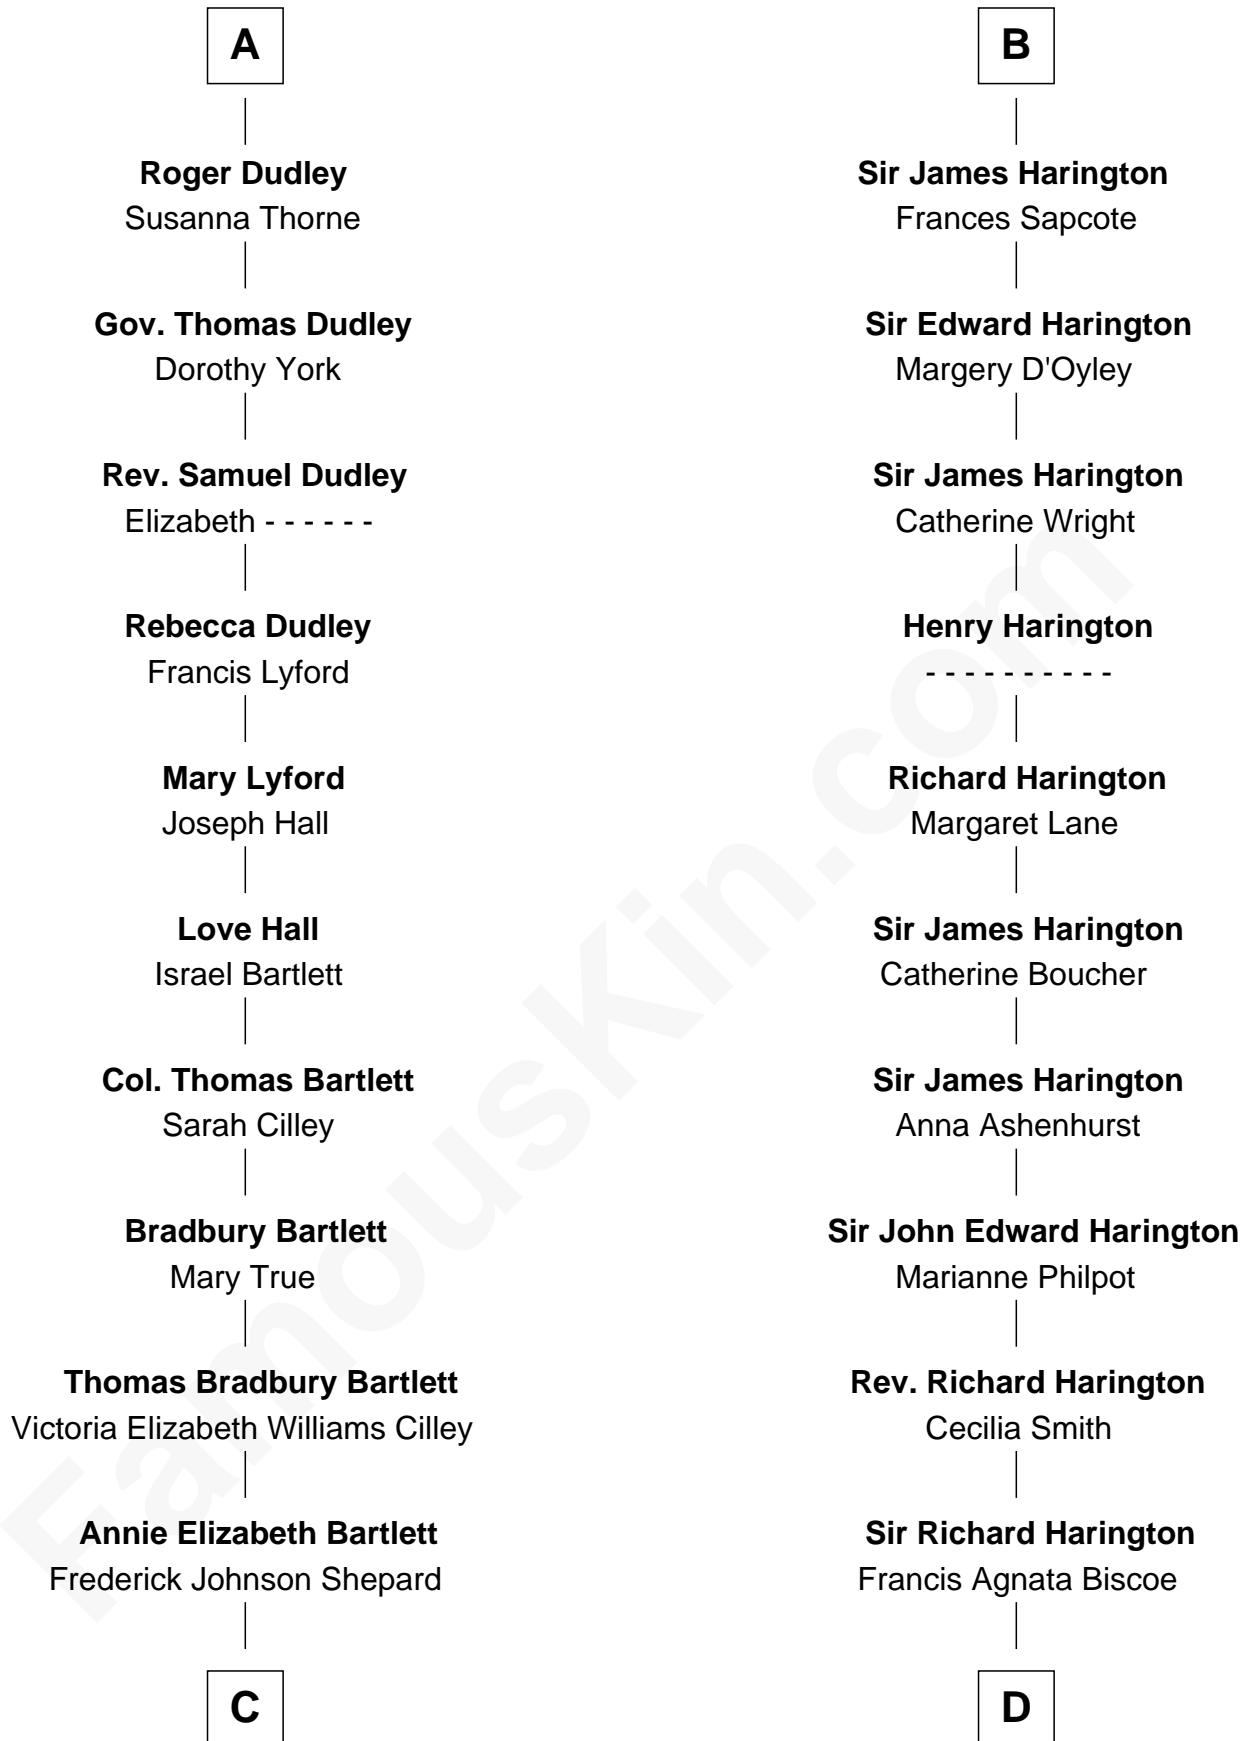 A
Roger Dudley
Susanna Thorne
Gov. Thomas Dudley
Dorothy York
Rev. Samuel Dudley
Elizabeth - - - - - -
Rebecca Dudley
Francis Lyford
Mary Lyford
Joseph Hall
Love Hall
Israel Bartlett
Col. Thomas Bartlett
Sarah Cilley
Bradbury Bartlett
Mary True
Thomas Bradbury Bartlett
Victoria Elizabeth Williams Cilley
Annie Elizabeth Bartlett
Frederick Johnson Shepard
C
B
Sir James Harington
Frances Sapcote
Sir Edward Harington
Margery D'Oyley
Sir James Harington
Catherine Wright
Henry Harington
- - - - - - - - - -
Richard Harington
Margaret Lane
Sir James Harington
Catherine Boucher
Sir James Harington
Anna Ashenhurst
Sir John Edward Harington
Marianne Philpot
Rev. Richard Harington
Cecilia Smith
Sir Richard Harington
Francis Agnata Biscoe
D
FamousKin.com